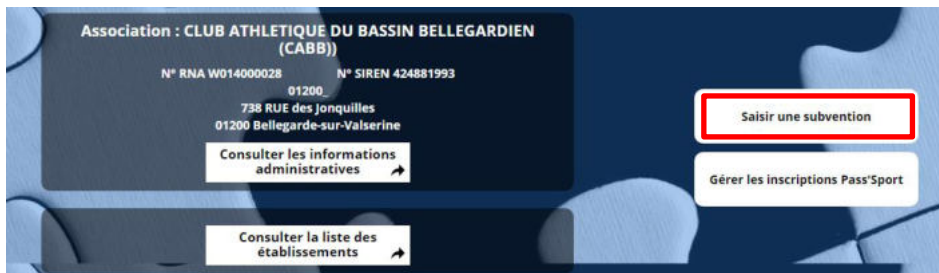 Association : CLUB ATHLETIQUE DU BASSIN BELLEGARDIEN
(CABB))
N° RNA W014000028 N° SIREN 424881993
01200_
738 RUE des Jonquilles
01200 Bellegarde-sur-Valserine
Consulter les informations
administratives
Consulter la liste des
établissements
Saisir une subvention
Gérer les inscriptions Pass'Sport